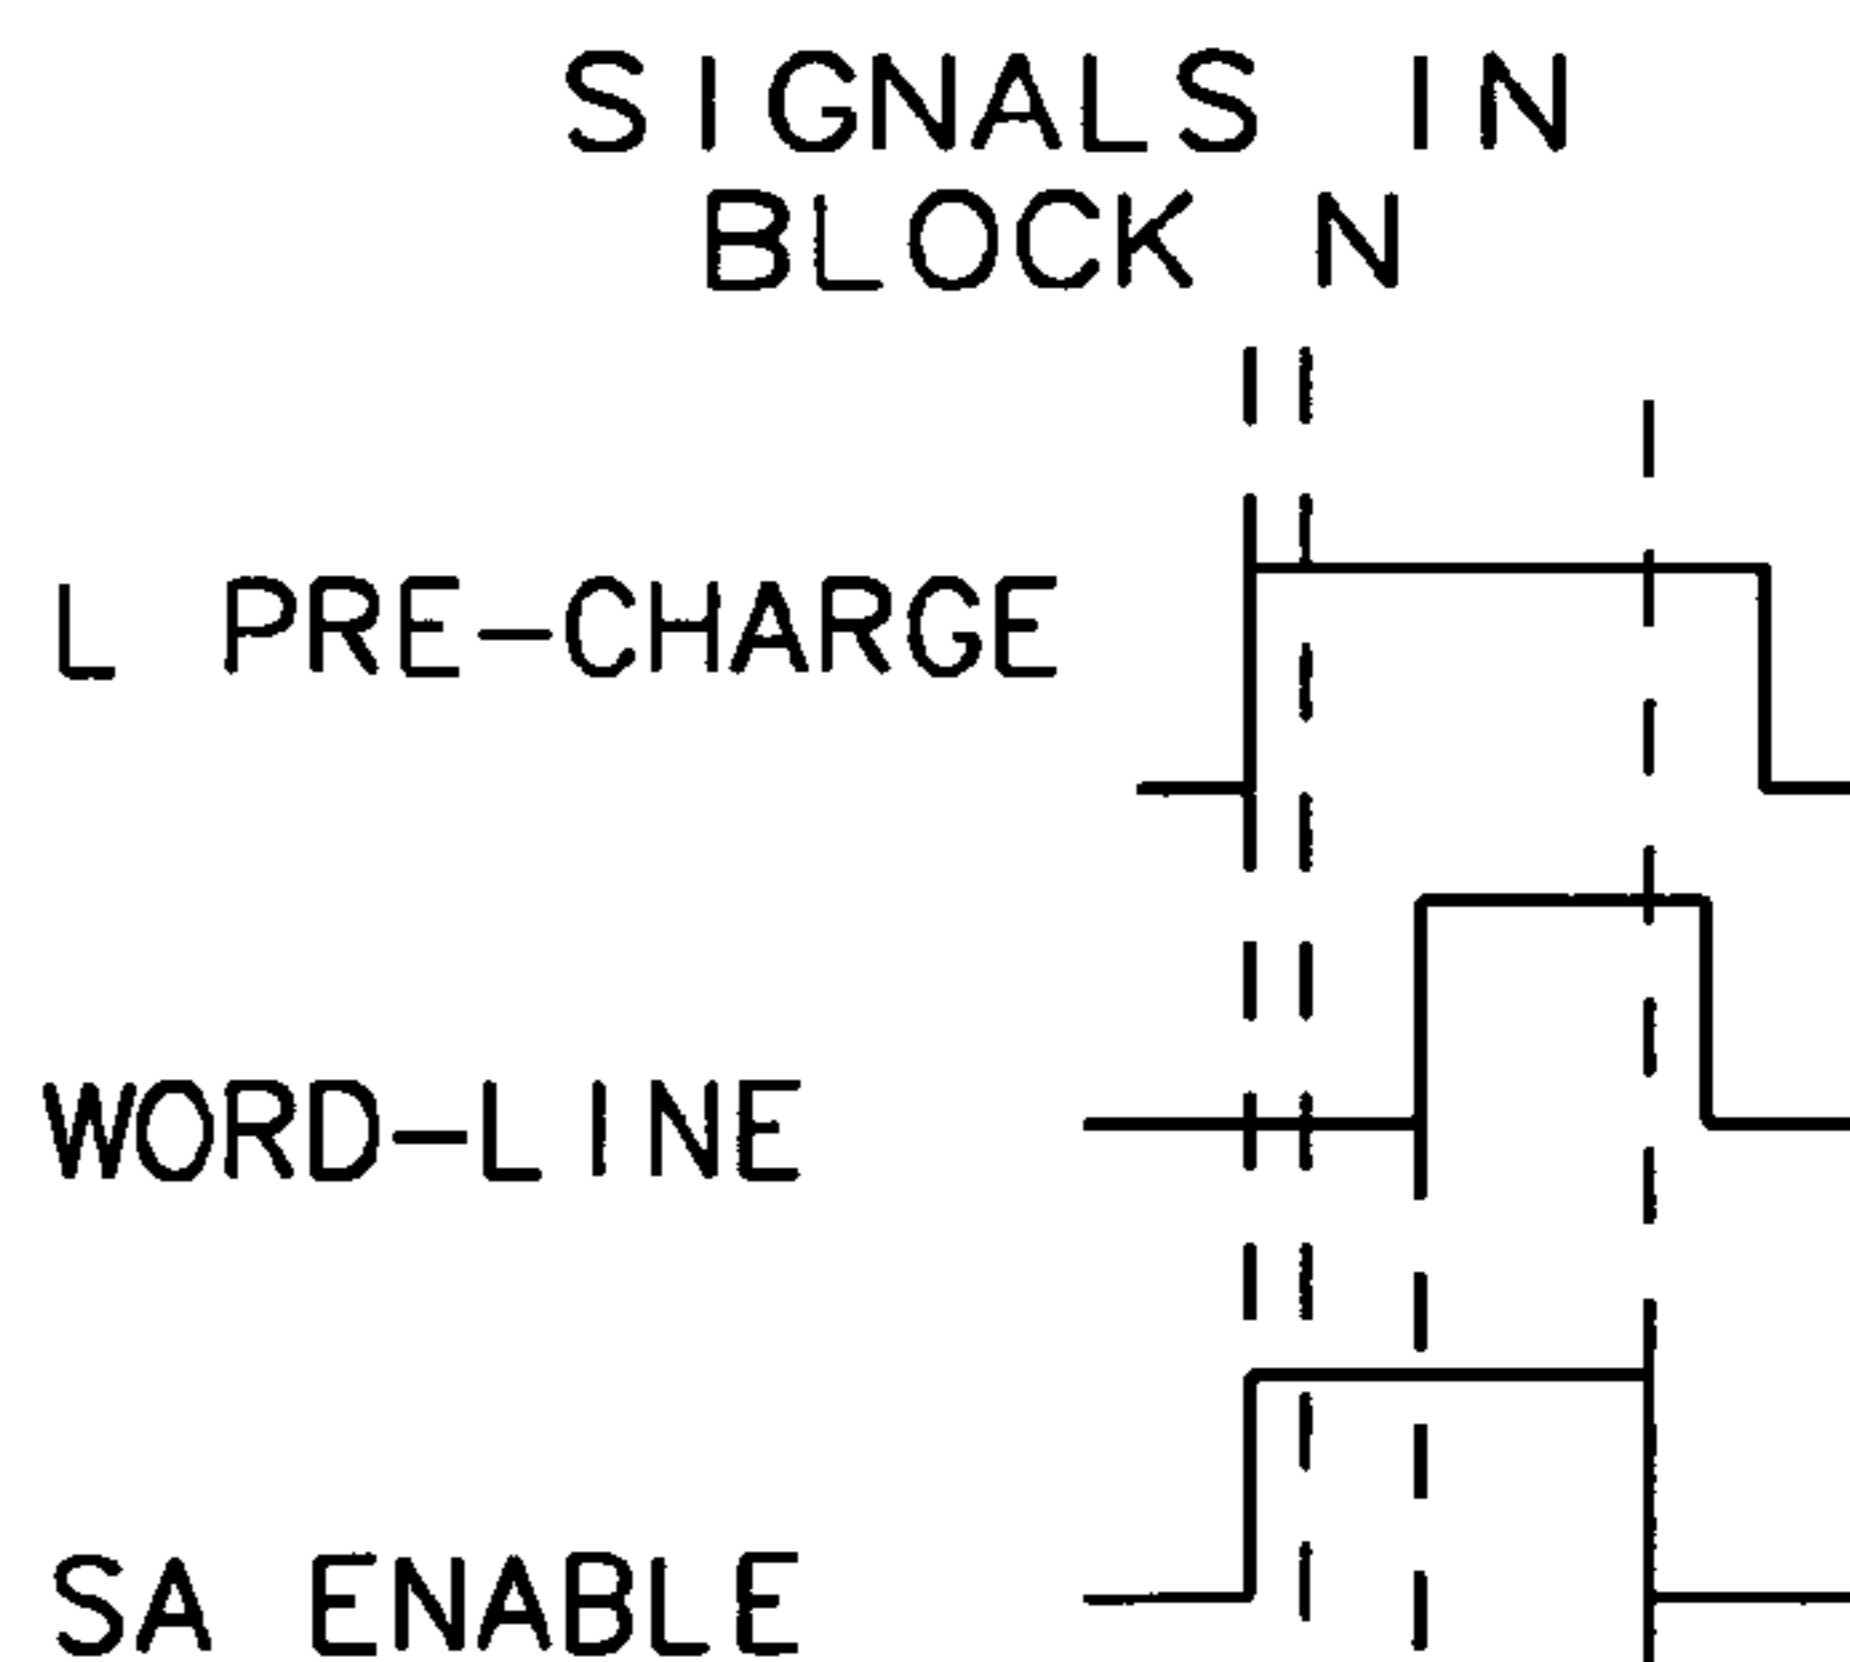 SIGNALS IN
BLOCK N
L PRE-CHARGE
WORD-LINE
SA ENABLE